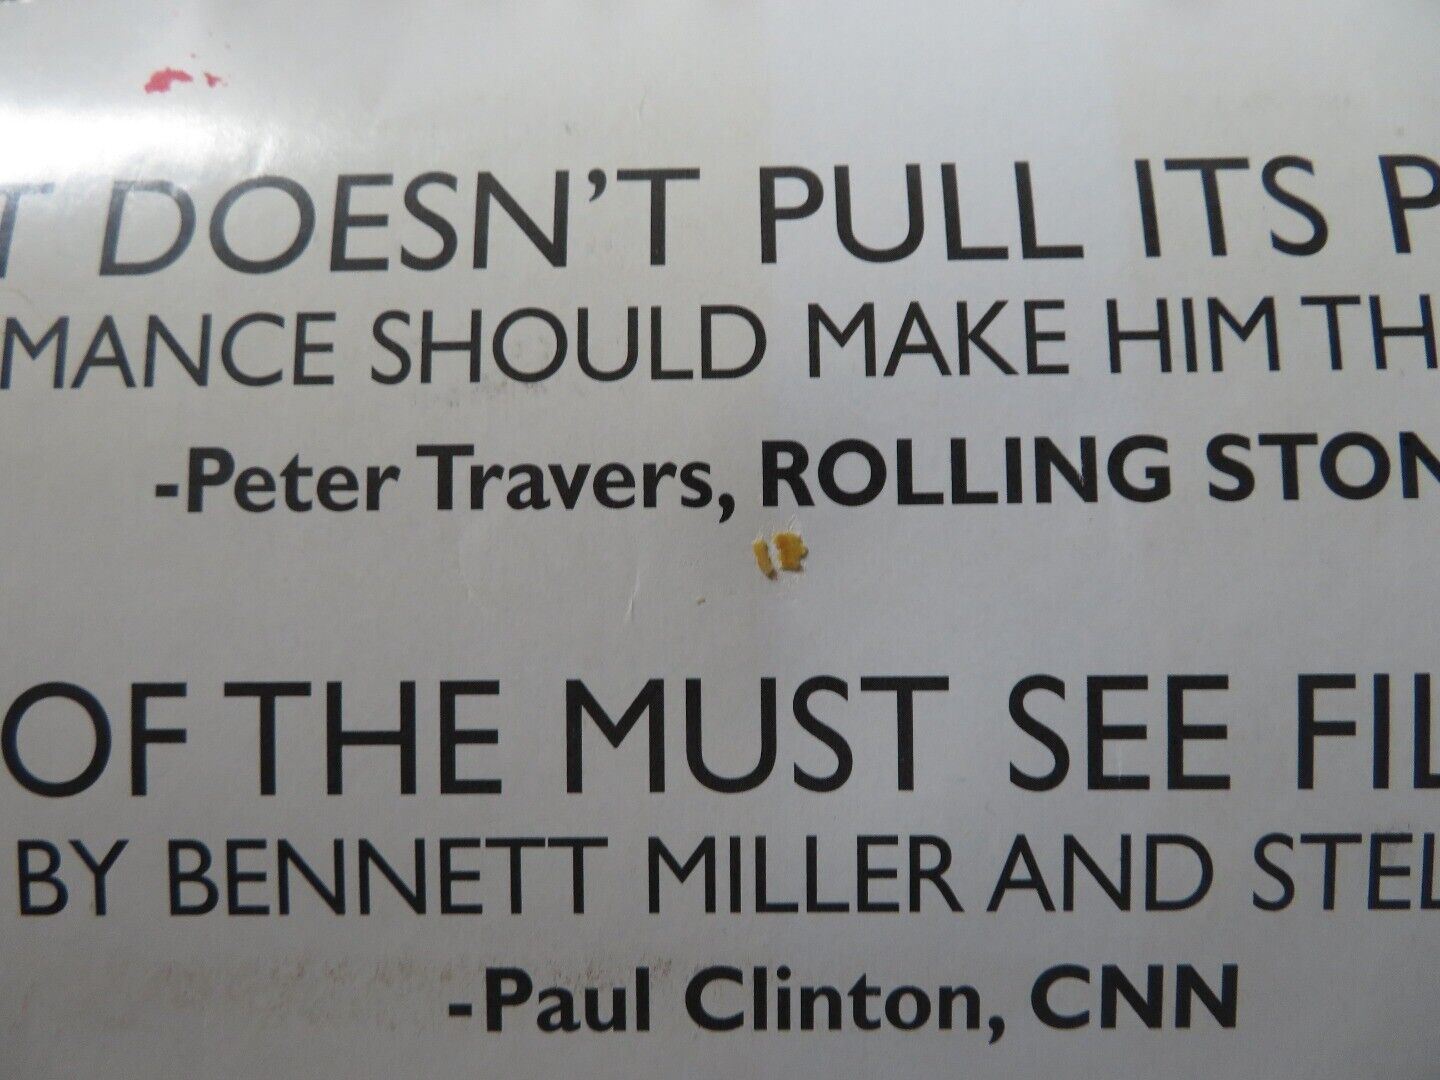 T DOESN'T PULL ITS P
MANCE SHOULD MAKE HIM TH
-Peter Travers, ROLLING STON
OF THE MUST SEE FIL
BY BENNETT MILLER AND STEL
-Paul Clinton, CNN